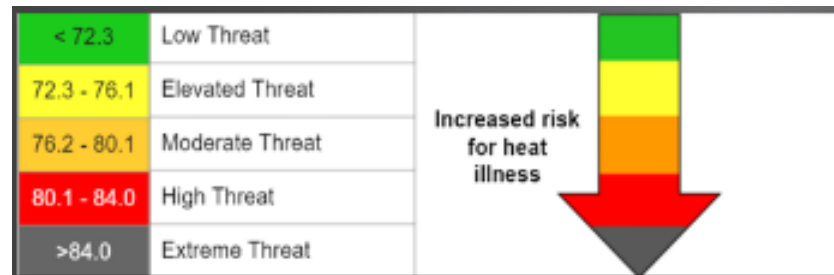 < 72.3 Low Threat
72.3 - 76.1 Elevated Threat
76.2 - 80.1 Moderate Threat
80.1 - 84.0 High Threat
>84.0 Extreme Threat
Increased risk
for heat
illness